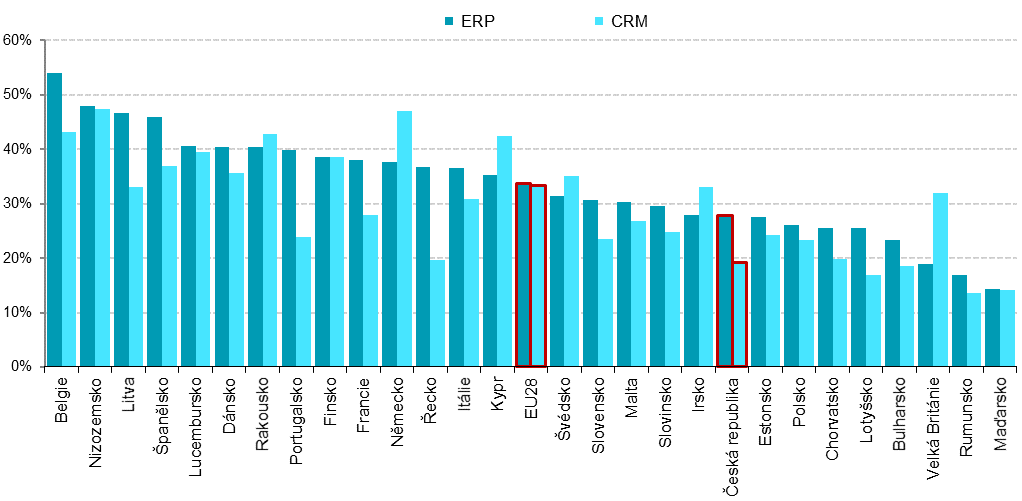 ERP CRM
60%
50%
40%
30%
20%
10%
0%
Belgie
Nizozemsko
Litva
Španělsko
Lucembursko
Dánsko
Rakousko
Portugalsko
Finsko
Francie
Německo
Řecko
Itálie
Kypr
EU28
Švédsko
Slovensko
Malta
Slovinsko
Irsko
Česká republika
Estonsko
Polsko
Chorvatsko
Lotyšsko
Bulharsko
Velká Británie
Rumunsko
Maďarsko